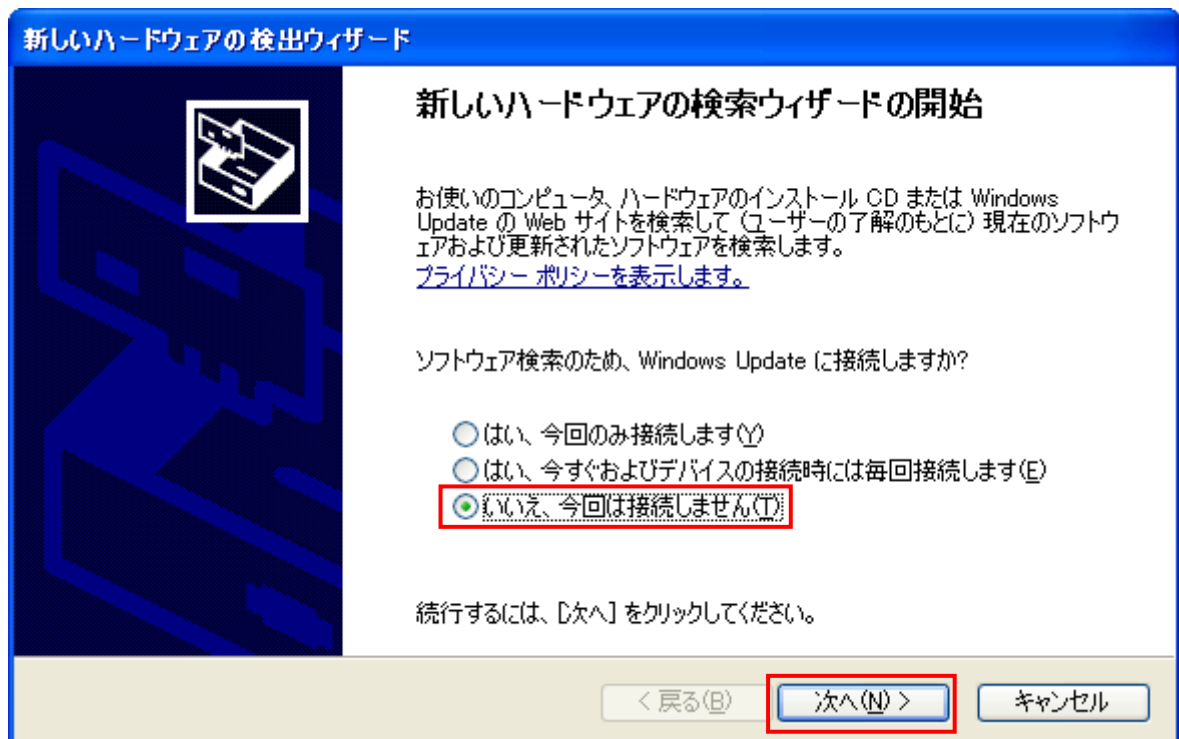 新しいハードウェアの検出ウィザード
新しいハードウェアの検索ウィザードの開始
お使いのコンピュータ、ハードウェアのインストール CD または Windows
Update の Web サイトを検索して (ユーザーの了解のもとに) 現在のソフトウ
ェアおよび更新されたソフトウェアを検索します。
プライバシー ポリシーを表示します。
ソフトウェア検索のため、Windows Update に接続しますか?
はい、今回のみ接続します(Y)
はい、今すぐおよびデバイスの接続時には毎回接続します(E)
いいえ、今回は接続しません(T)
続行するには、[次へ] をクリックしてください。
< 戻る(B)
次へ(N) >
キャンセル